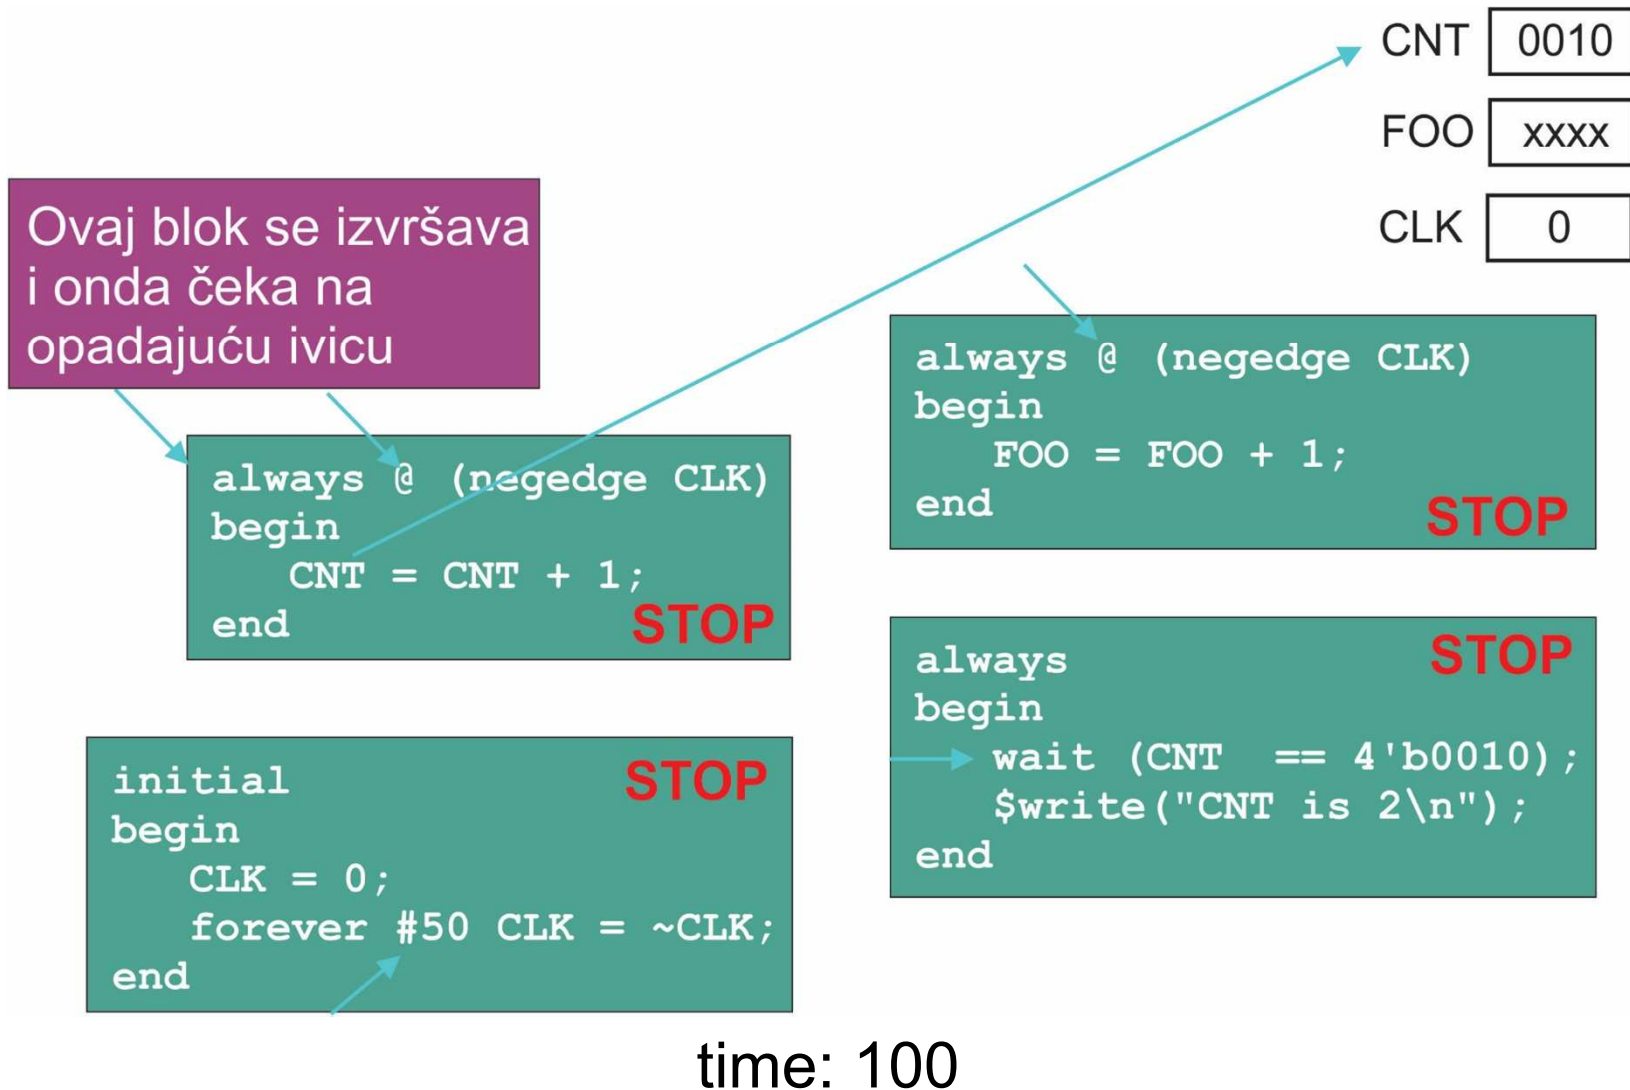 CNT 0010
FOO xxxx
CLK 0
Ovaj blok se izvršava
i onda čeka na
opadajuću ivicu
always @ (negedge CLK)
begin
CNT = CNT + 1;
end
STOP
always @ (negedge CLK)
begin
FOO = FOO + 1;
end
STOP
initial
STOP
begin
CLK = 0;
forever #50 CLK = ~CLK;
end
always
STOP
begin
wait (CNT == 4'b0010);
$write("CNT is 2\n");
end
time: 100